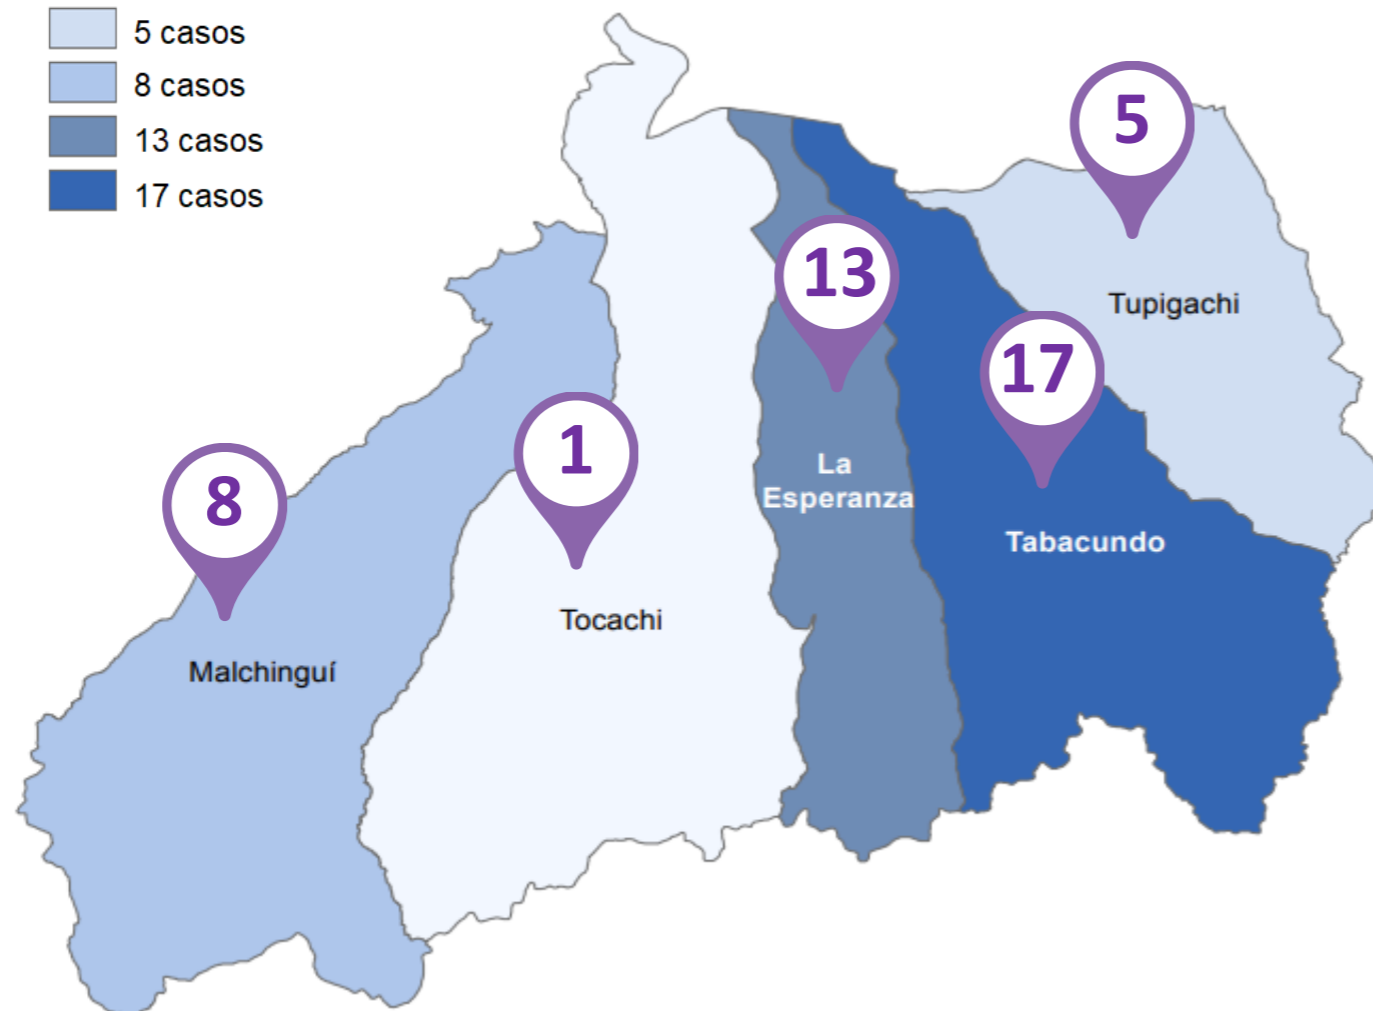 5 casos
8 casos
13 casos
17 casos
5
13
Tupigachi
17
1
La
Esperanza
8
Tabacundo
Tocachi
Malchinguí